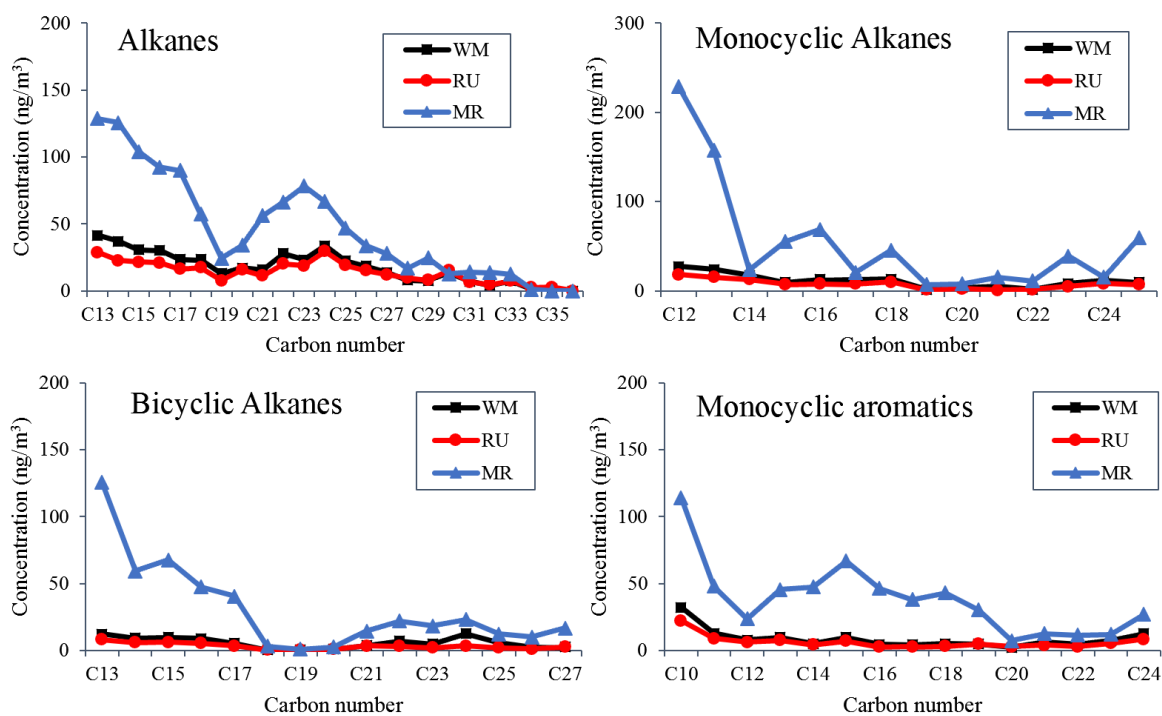 Alkanes
Concentration (ng/m³)
200
150
100
50
0
WM
RU
MR
C13 C15 C17 C19 C21 C23 C25 C27 C29 C31 C33 C35
Carbon number
Monocyclic Alkanes
Concentration (ng/m³)
300
200
100
0
WM
RU
MR
C12 C14 C16 C18 C20 C22 C24
Carbon number
Bicyclic Alkanes
Concentration (ng/m³)
200
150
100
50
0
WM
RU
MR
C13 C15 C17 C19 C21 C23 C25 C27
Carbon number
Monocyclic aromatics
Concentration (ng/m³)
200
150
100
50
0
WM
RU
MR
C10 C12 C14 C16 C18 C20 C22 C24
Carbon number